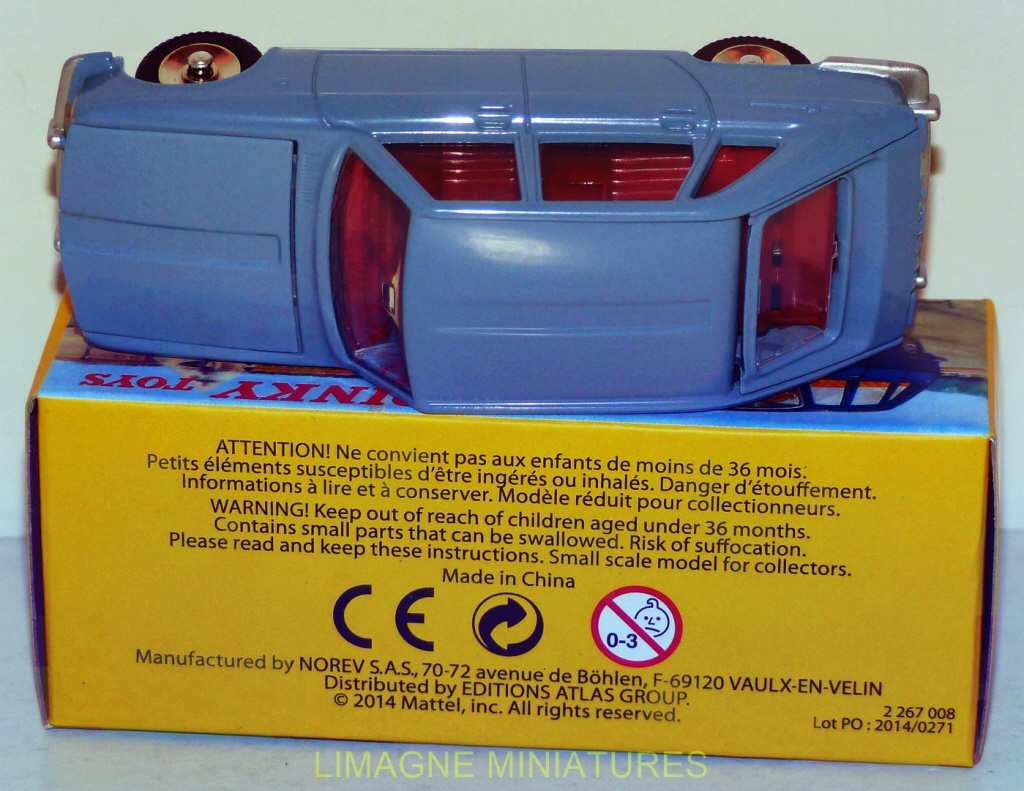 DINKY TOYS
ATTENTION! Ne convient pas aux enfants de moins de 36 mois.
Petits éléments susceptibles d'être ingérés ou inhalés. Danger d'étouffement.
Informations à lire et à conserver. Modèle réduit pour collectionneurs.
WARNING! Keep out of reach of children aged under 36 months.
Contains small parts that can be swallowed. Risk of suffocation.
Please read and keep these instructions. Small scale model for collectors.
Made in China
CE
0-3
Manufactured by NOREV S.A.S., 70-72 avenue de Böhlen, F-69120 VAULX-EN-VELIN
Distributed by EDITIONS ATLAS GROUP.
© 2014 Mattel, inc. All rights reserved.
2 267 008
Lot PO : 2014/0271
LIMAGNE MINIATURES